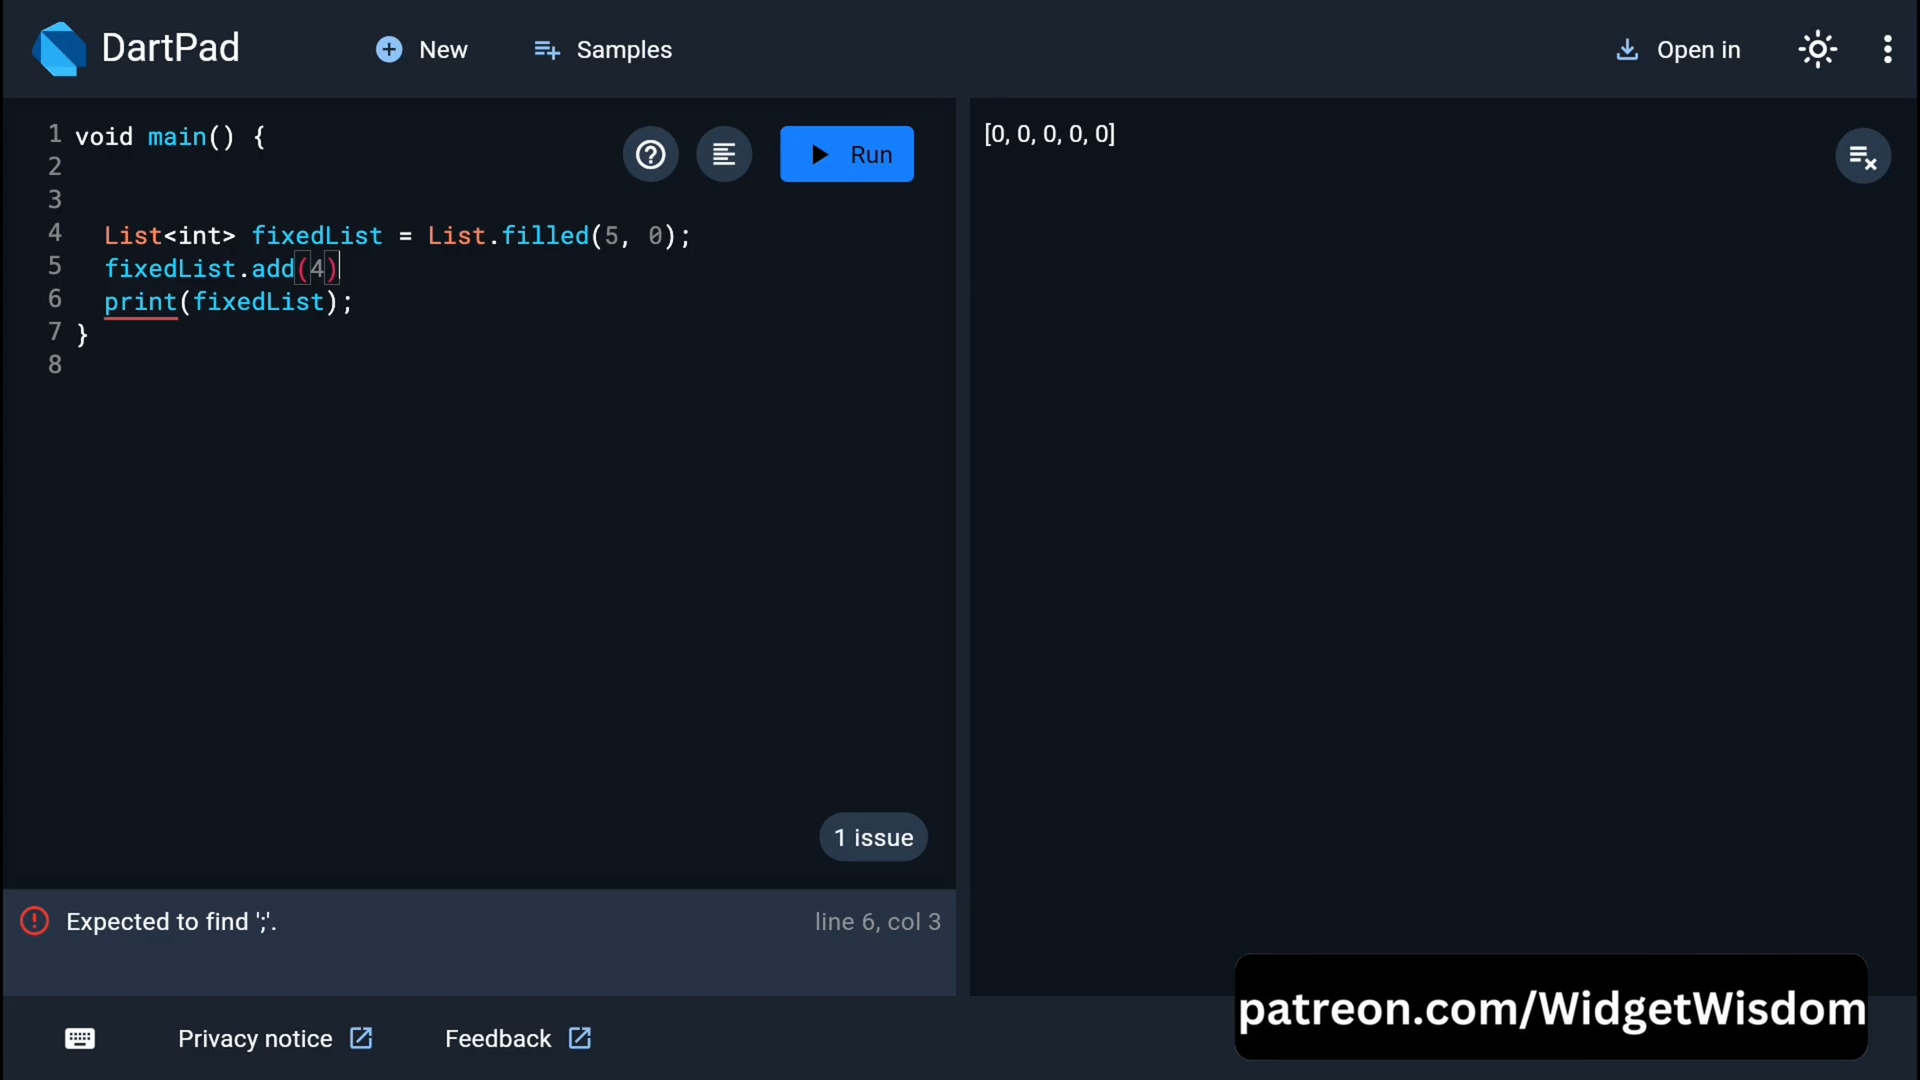 DartPad
New
Samples
Open in
1 void main() {
2
3
4 List<int> fixedList = List.filled(5, 0);
5 fixedList.add(4)
6 print(fixedList);
7 }
8
Run
[0, 0, 0, 0, 0]
1 issue
Expected to find ';'.
line 6, col 3
Privacy notice
Feedback
patreon.com/WidgetWisdom